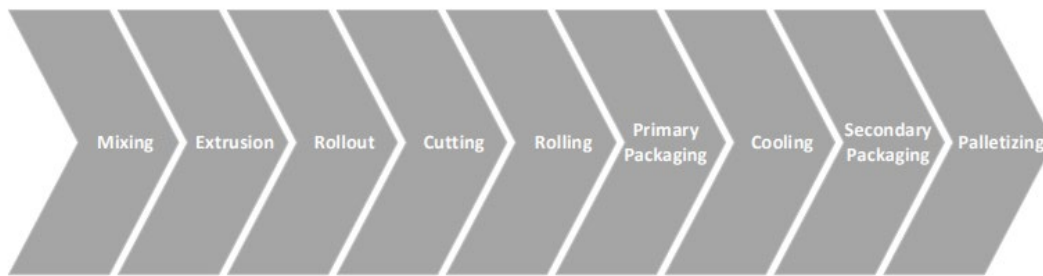 Mixing
Extrusion
Rollout
Cutting
Rolling
Primary
Packaging
Cooling
Secondary
Packaging
Palletizing